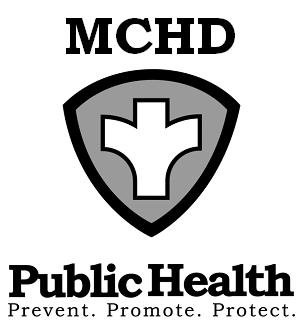 MCHD
Public Health
Prevent. Promote. Protect.